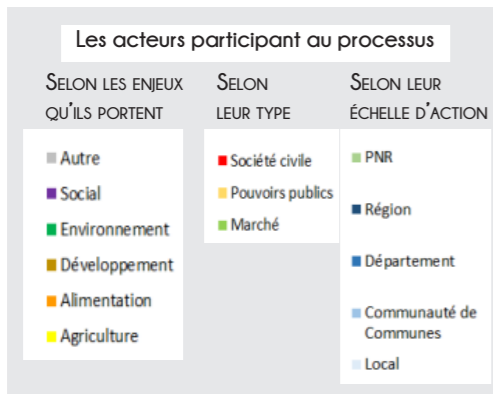 Les acteurs participant au processus
SELON LES ENJEUX
QU'ILS PORTENT
Autre
Social
Environnement
Développement
Alimentation
Agriculture
SELON
LEUR TYPE
Société civile
Pouvoirs publics
Marché
SELON LEUR
ÉCHELLE D'ACTION
PNR
Région
Département
Communauté de
Communes
Local